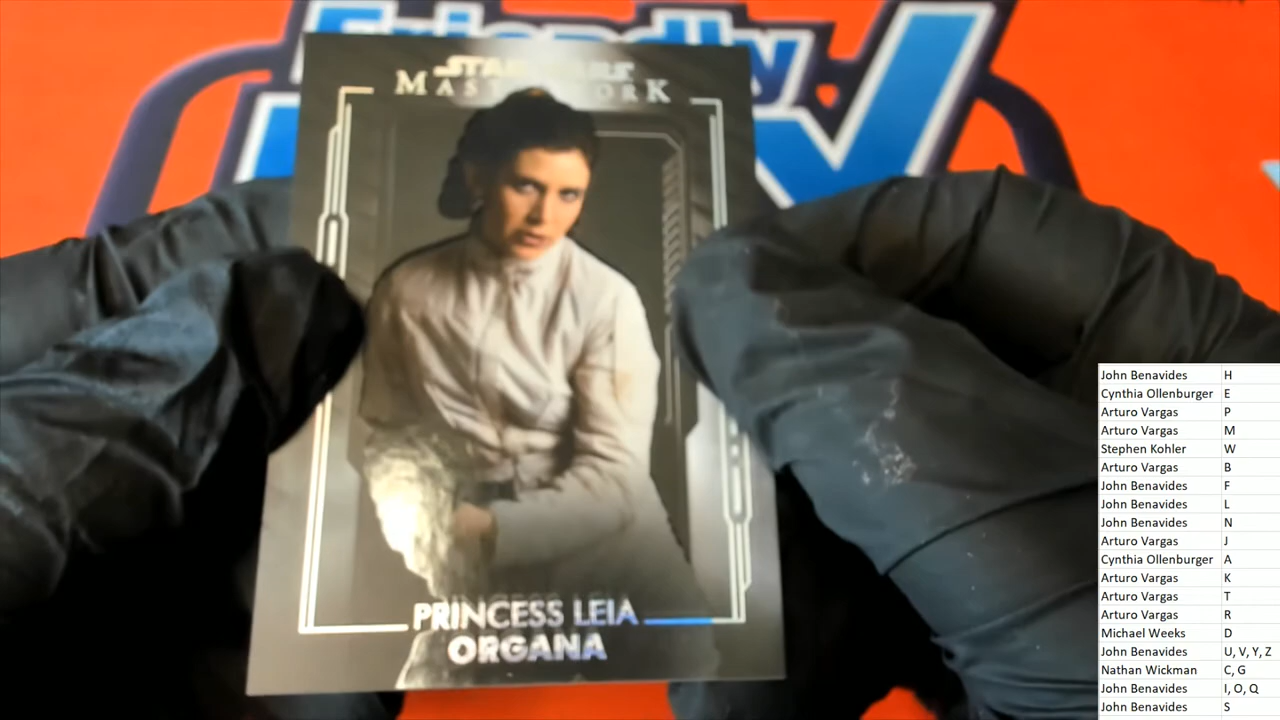 Friendly
STAR WARS
MASTERWORK
PRINCESS LEIA
ORGANA
John Benavides H
Cynthia Ollenburger E
Arturo Vargas P
Arturo Vargas M
Stephen Kohler W
Arturo Vargas B
John Benavides F
John Benavides L
John Benavides N
Arturo Vargas J
Cynthia Ollenburger A
Arturo Vargas K
Arturo Vargas T
Arturo Vargas R
Michael Weeks D
John Benavides U, V, Y, Z
Nathan Wickman C, G
John Benavides I, O, Q
John Benavides S